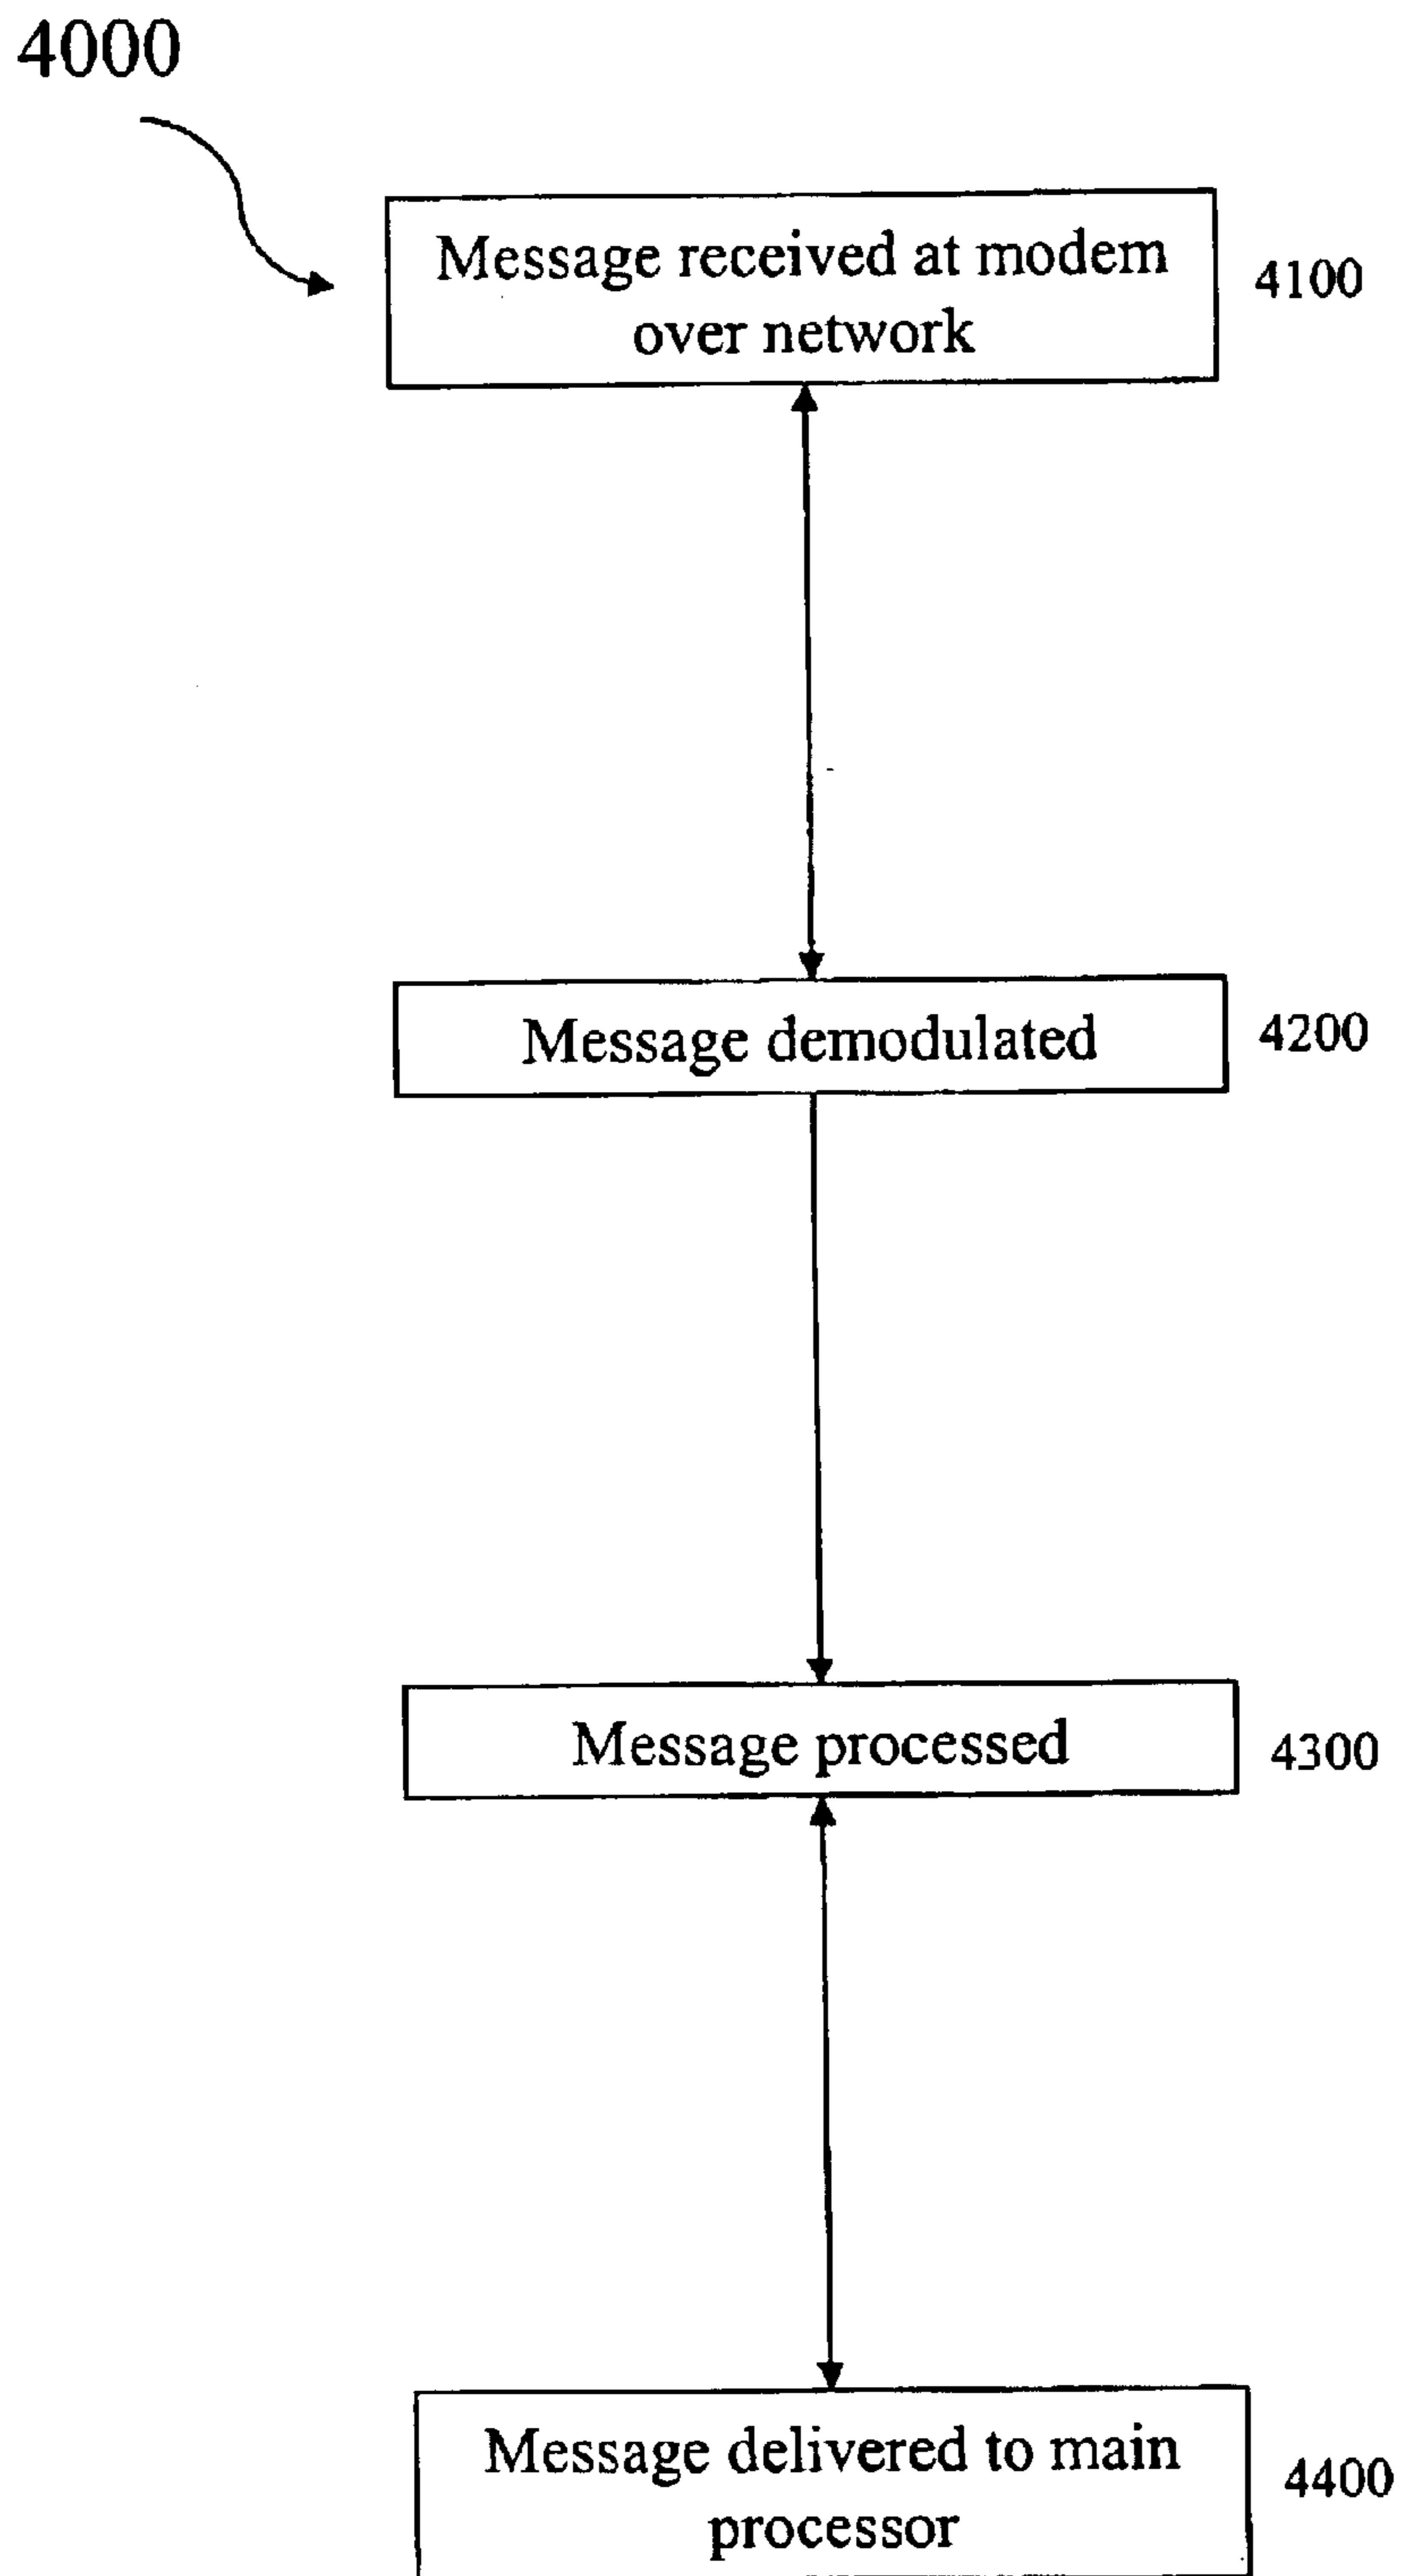 4000
Message received at modem
over network
4100
Message demodulated
4200
Message processed
4300
Message delivered to main
processor
4400